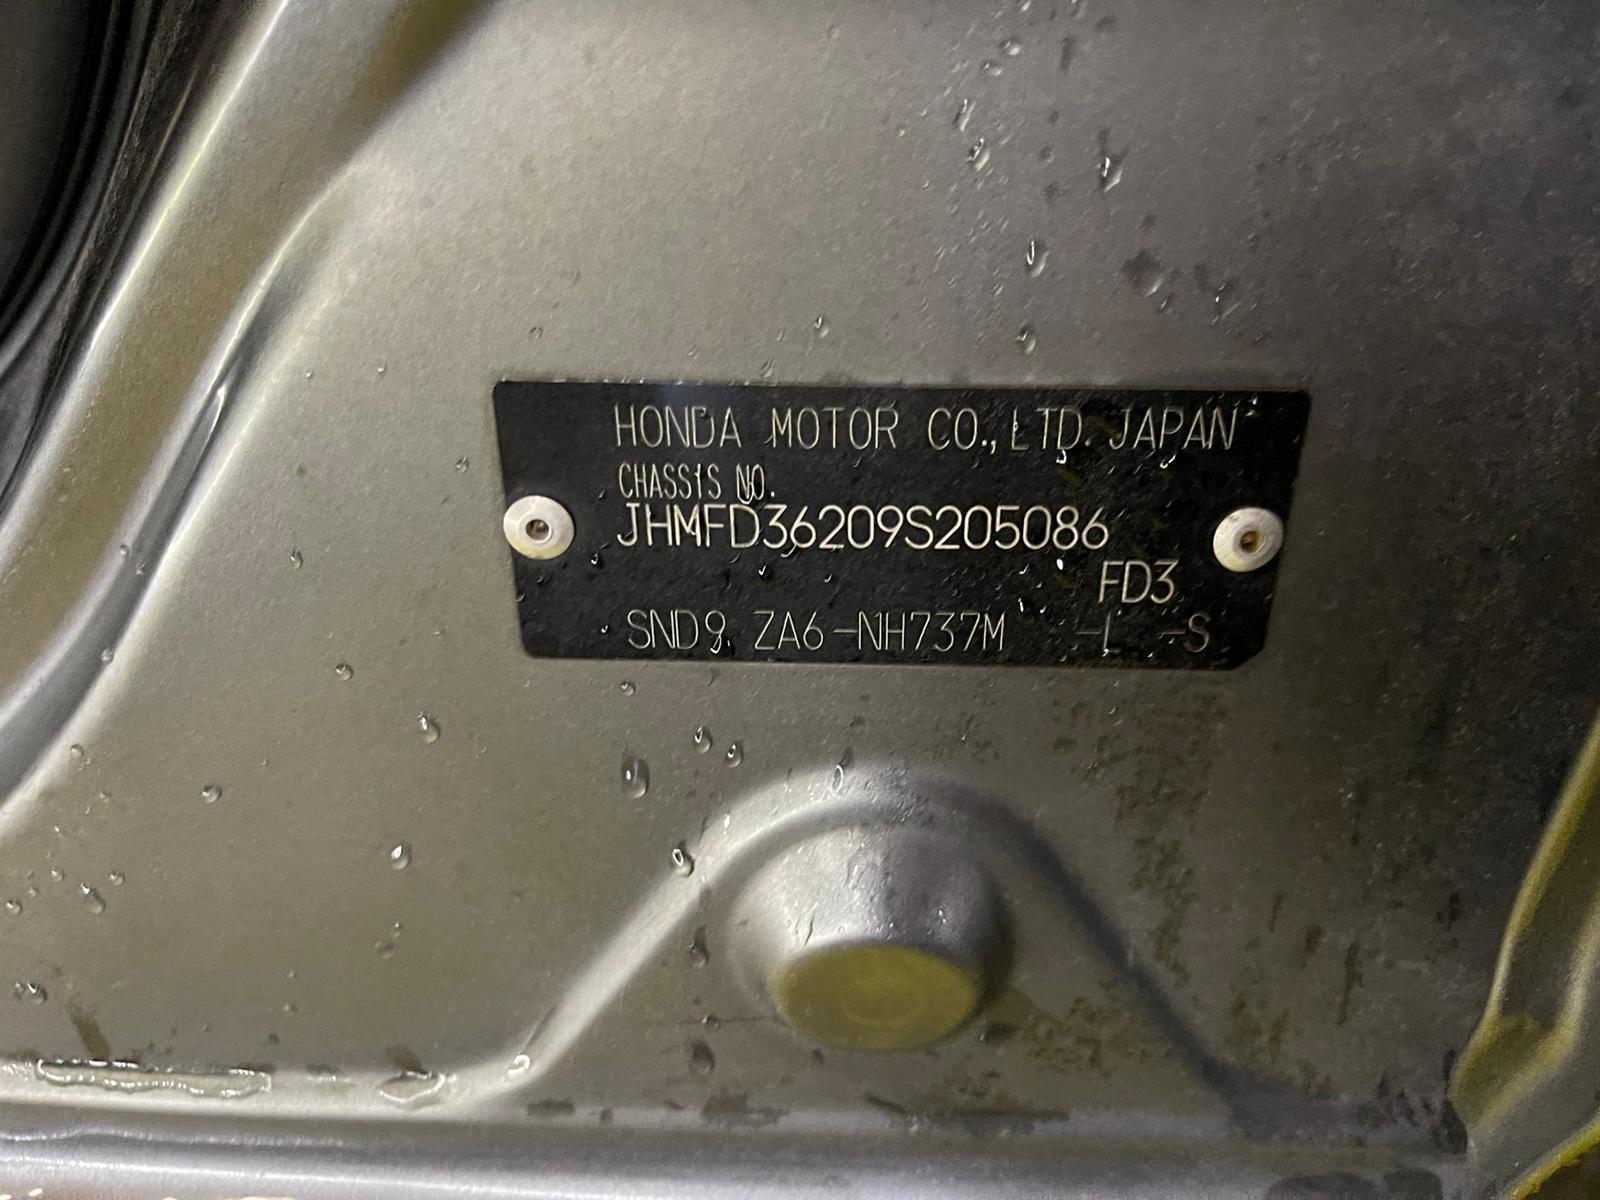 HONDA MOTOR CO., LTD. JAPAN
CHASSIS NO.
JHMFD36209S205086
FD3
SND9 ZA6-NH737M -L -S